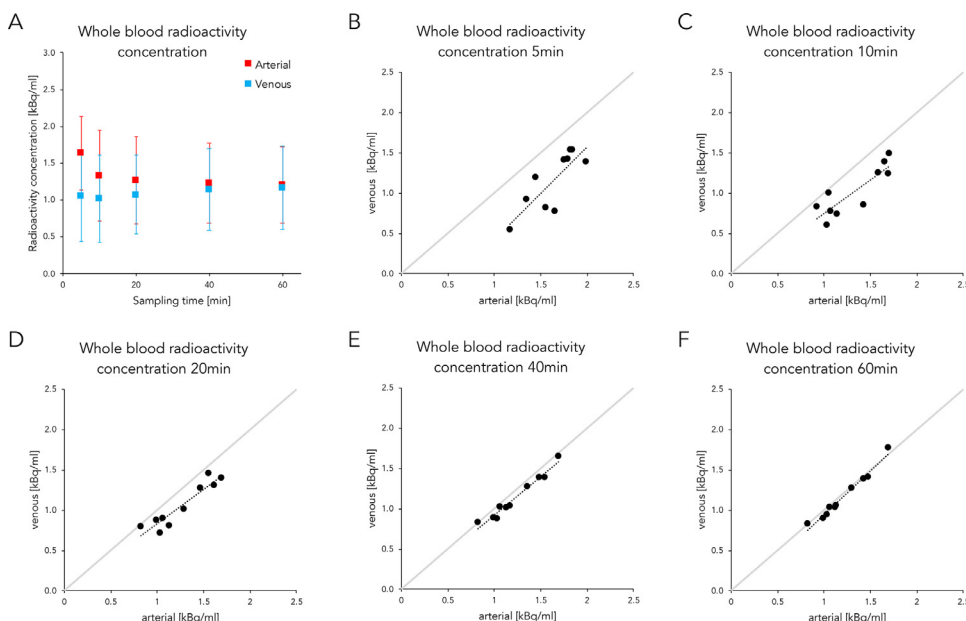 A
Whole blood radioactivity
concentration
Arterial
Venous
Radioactivity concentration [kBq/ml]
3.0
2.5
2.0
1.5
1.0
0.5
0.0
0
20
40
60
Sampling time [min]
B
Whole blood radioactivity
concentration 5min
venous [kBq/ml]
2.5
2.0
1.5
1.0
0.5
0.0
0
0.5
1
1.5
2
2.5
arterial [kBq/ml]
C
Whole blood radioactivity
concentration 10min
venous [kBq/ml]
2.5
2.0
1.5
1.0
0.5
0.0
0
0.5
1
1.5
2
2.5
arterial [kBq/ml]
D
Whole blood radioactivity
concentration 20min
venous [kBq/ml]
2.5
2.0
1.5
1.0
0.5
0.0
0
0.5
1
1.5
2
2.5
arterial [kBq/ml]
E
Whole blood radioactivity
concentration 40min
venous [kBq/ml]
2.5
2.0
1.5
1.0
0.5
0.0
0
0.5
1
1.5
2
2.5
arterial [kBq/ml]
F
Whole blood radioactivity
concentration 60min
venous [kBq/ml]
2.5
2.0
1.5
1.0
0.5
0.0
0
0.5
1
1.5
2
2.5
arterial [kBq/ml]